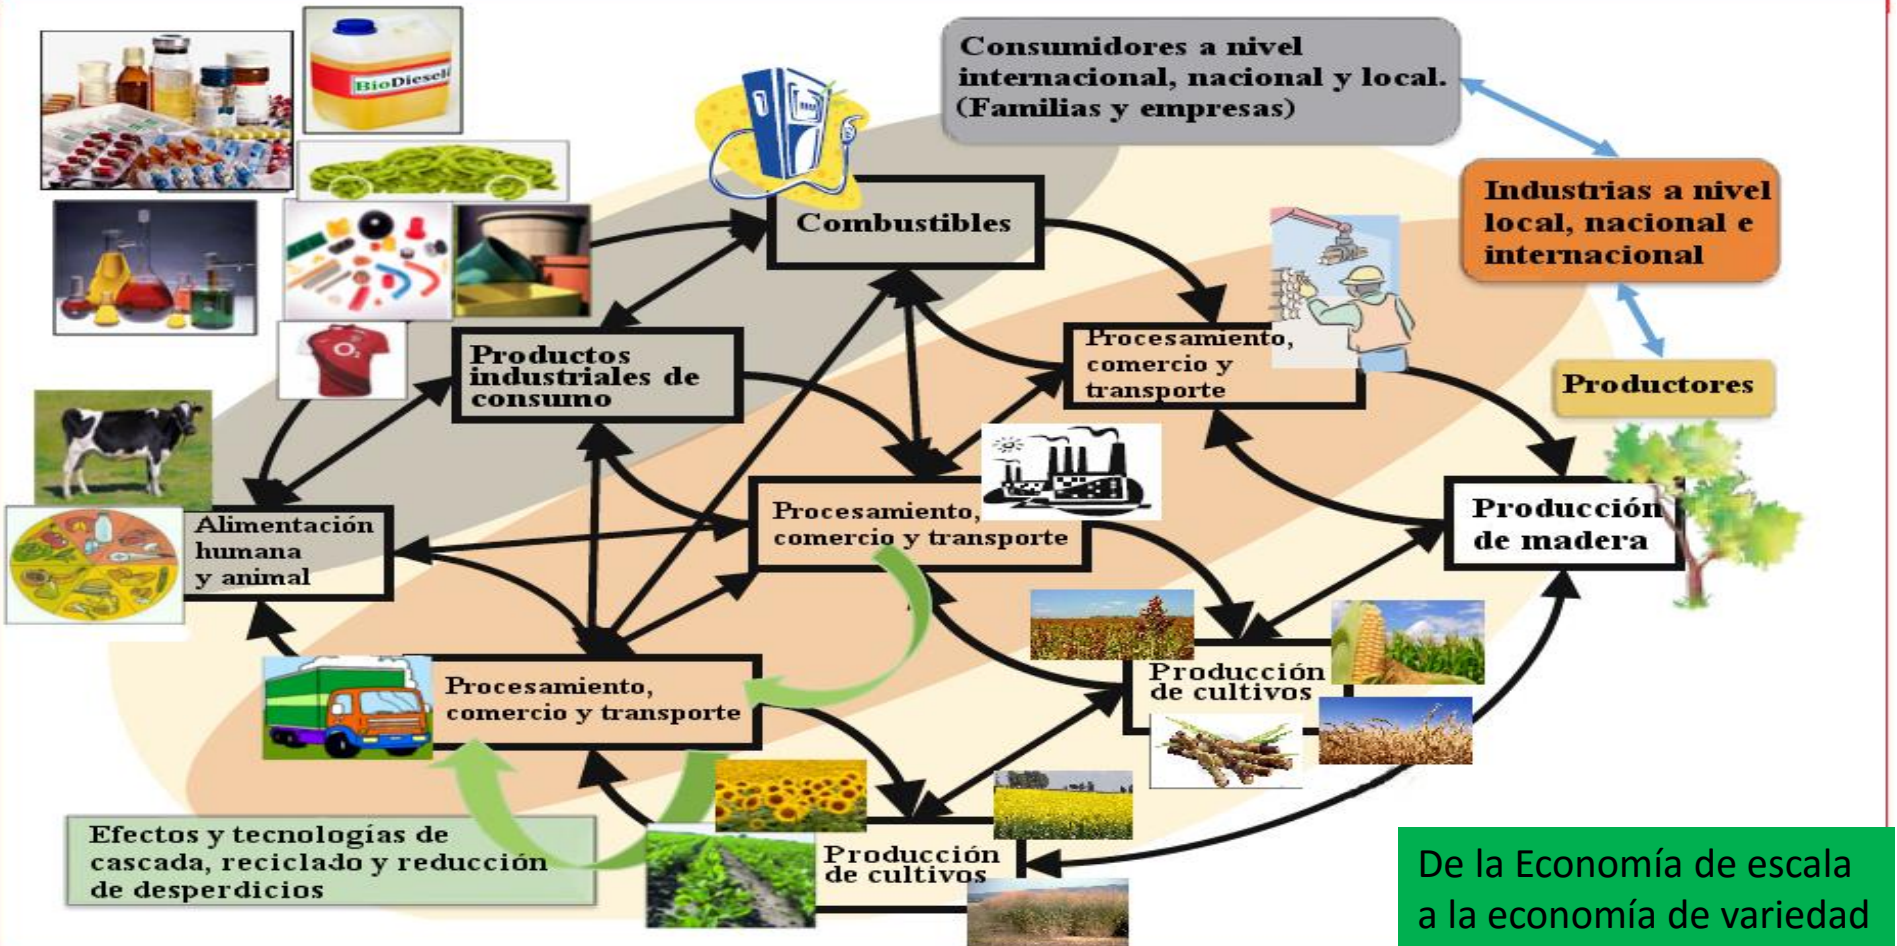 BioDiesel
Consumidores a nivel
internacional, nacional y local.
(Familias y empresas)
Industrias a nivel
local, nacional e
internacional
Combustibles
Procesamiento,
comercio y
transporte
Productos
industriales de
consumo
O2
Productores
Alimentación
humana
y animal
Procesamiento,
comercio y transporte
Producción
de madera
Procesamiento,
comercio y transporte
Producción
de cultivos
Efectos y tecnologías de
cascada, reciclado y reducción
de desperdicios
Producción
de cultivos
De la Economía de escala
a la economía de variedad